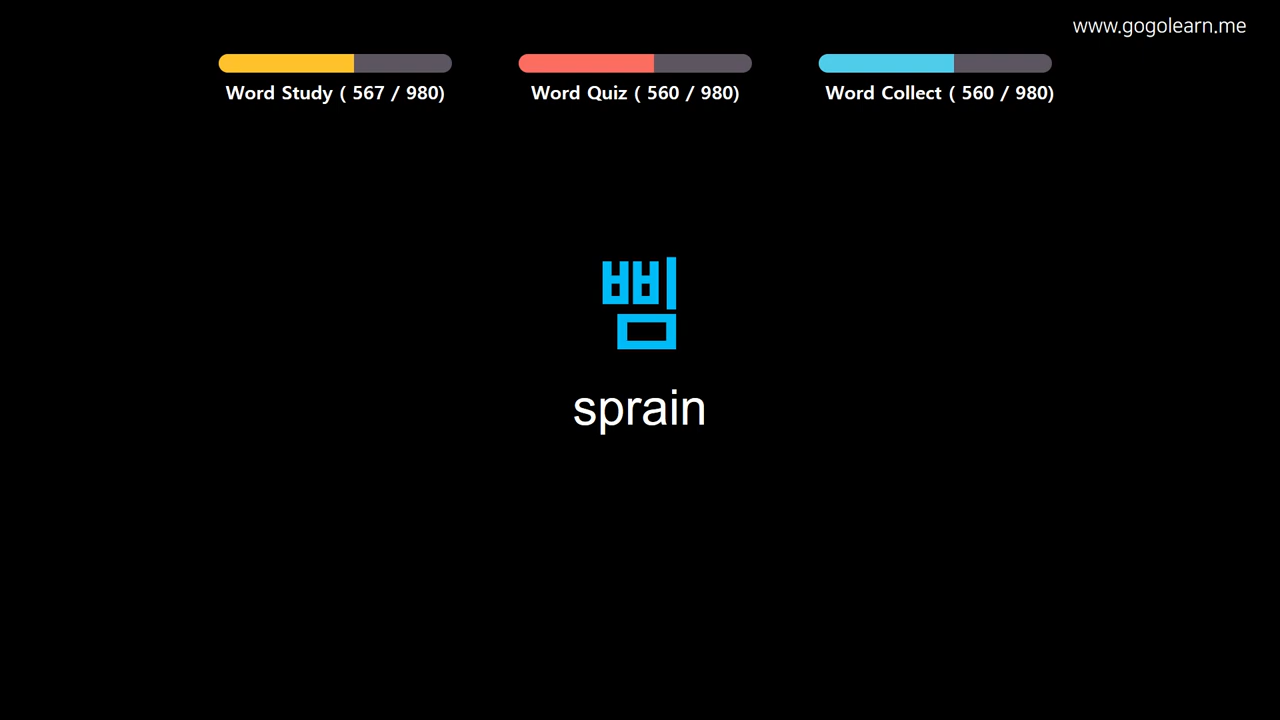 www.gogolearn.me
Word Study ( 567 / 980)
Word Quiz ( 560 / 980)
Word Collect ( 560 / 980)
삠
sprain